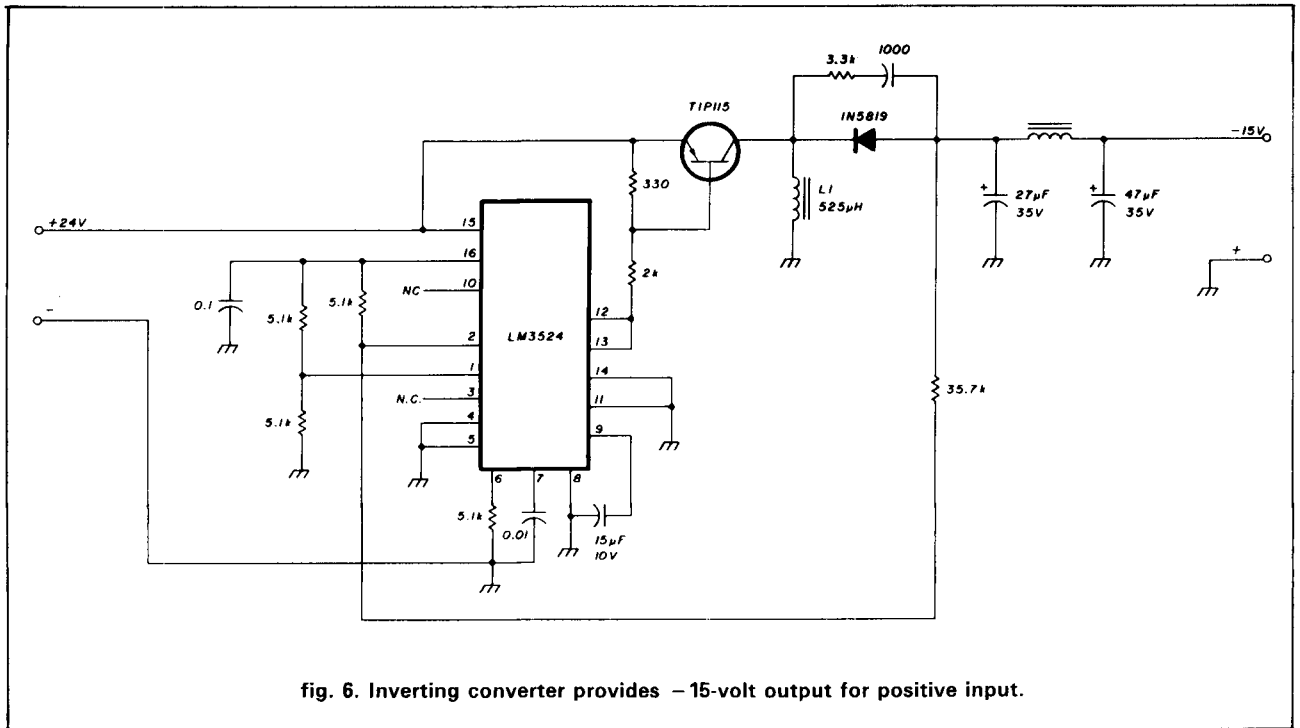 3.3k
1000
TIP115
1N5819
-15V
330
L1
525µH
27µF
35V
47µF
35V
+
+
+24V
15
16
NC
10
0.1
5.1k
5.1k
2k
12
-
2
LM3524
13
1
14
N.C.
3
11
5.1k
4
9
5
35.7k
6
7
8
5.1k
0.01
15µF
10V
+
fig. 6. Inverting converter provides –15-volt output for positive input.